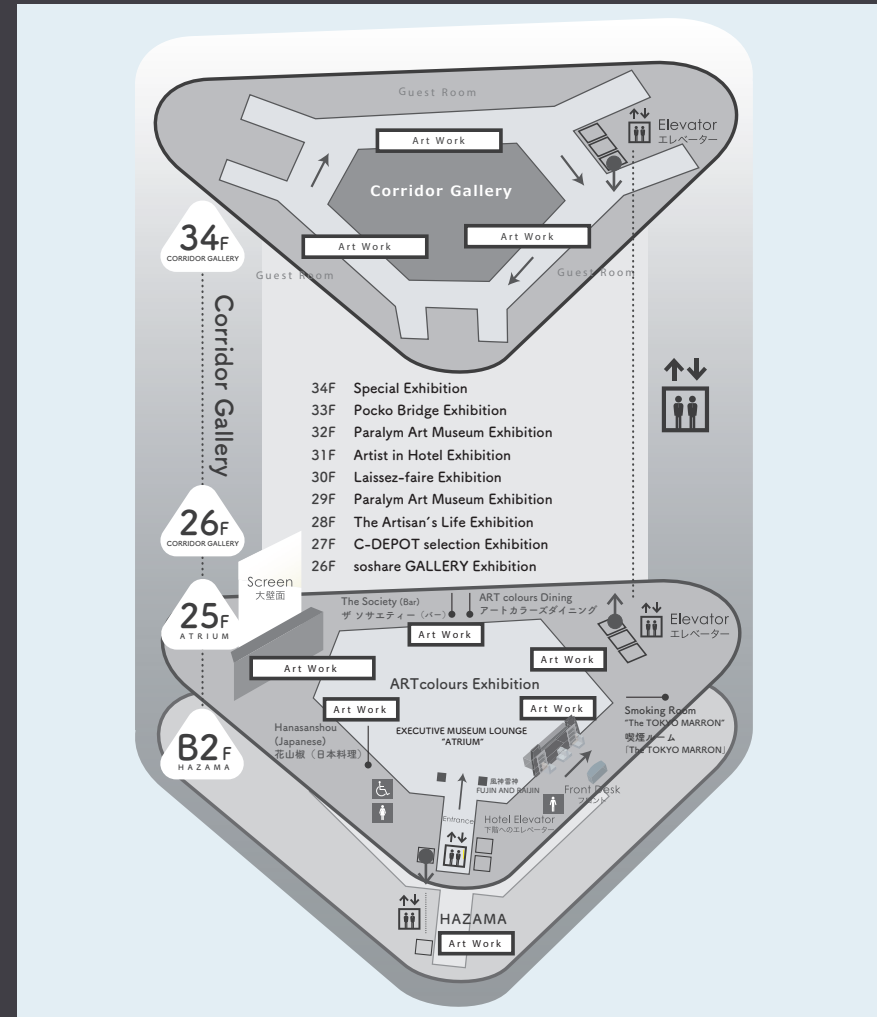 Guest Room
Elevator
エレベーター
Art Work
Corridor Gallery
34F
CORRIDOR GALLERY
Art Work
Art Work
Guest Room
Guest Room
Corridor Gallery
34F Special Exhibition
33F Pocko Bridge Exhibition
32F Paralym Art Museum Exhibition
31F Artist in Hotel Exhibition
30F Laissez-faire Exhibition
29F Paralym Art Museum Exhibition
28F The Artisan´s Life Exhibition
27F C-DEPOT selection Exhibition
26F soshare GALLERY Exhibition
26F
CORRIDOR GALLERY
Screen
大壁面
25F
ATRIUM
The Society (Bar)
ザ ソサエティー（バー）
ART colours Dining
アートカラーズダイニング
Elevator
エレベーター
Art Work
Art Work
Art Work
ARTcolours Exhibition
Art Work
Art Work
Smoking Room
"The TOKYO MARRON"
喫煙ルーム
「The TOKYO MARRON」
Hanasanshou
(Japanese)
花山椒（日本料理）
EXECUTIVE MUSEUM LOUNGE
"ATRIUM"
B2F
HAZAMA
風神雷神
FUJIN AND RAIJIN
Front Desk
フロント
Entrance
Hotel Elevator
下階へのエレベーター
HAZAMA
Art Work